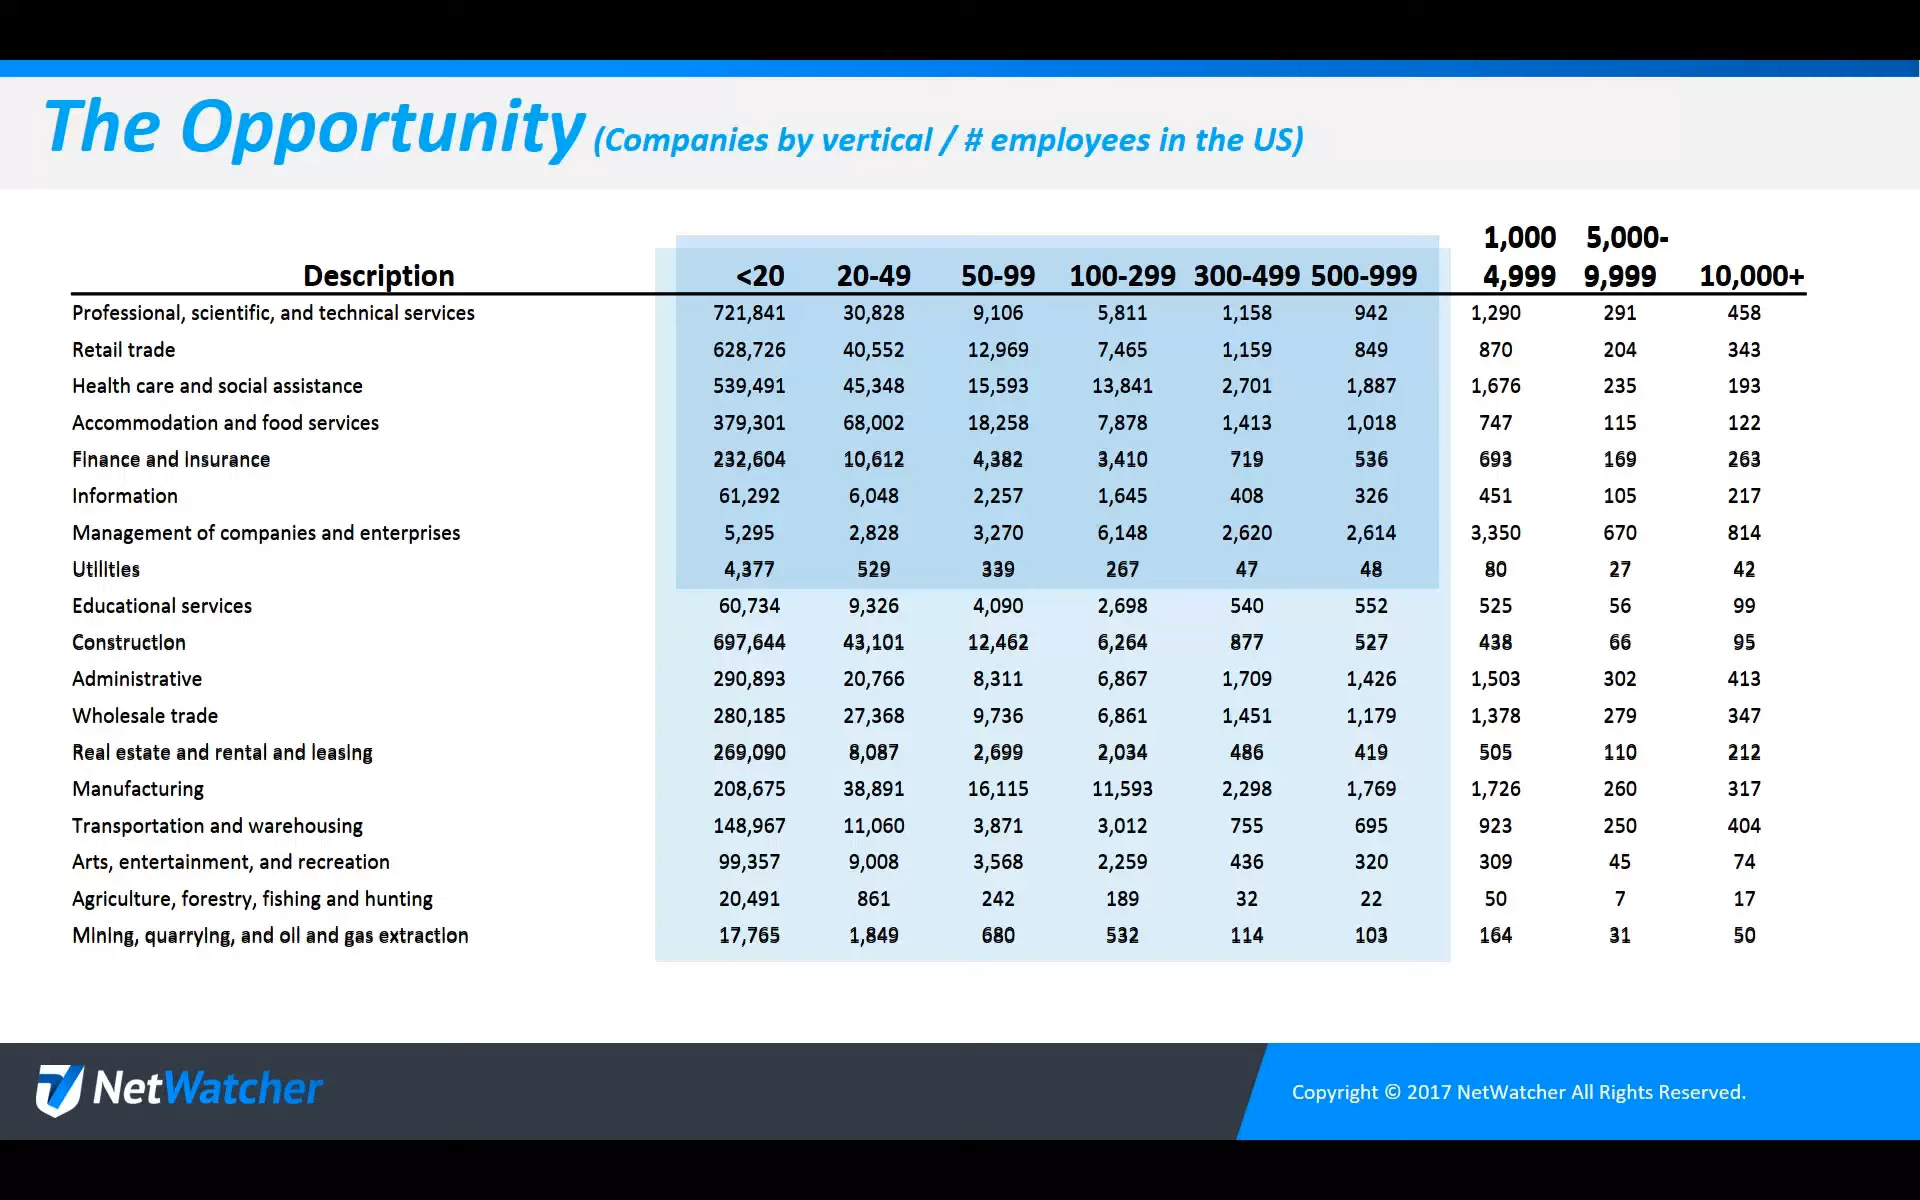 The Opportunity (Companies by vertical / # employees in the US)
1,000 5,000-
Description <20 20-49 50-99 100-299 300-499 500-999 4,999 9,999 10,000+
Professional, scientific, and technical services 721,841 30,828 9,106 5,811 1,158 942 1,290 291 458
Retail trade 628,726 40,552 12,969 7,465 1,159 849 870 204 343
Health care and social assistance 539,491 45,348 15,593 13,841 2,701 1,887 1,676 235 193
Accommodation and food services 379,301 68,002 18,258 7,878 1,413 1,018 747 115 122
Finance and insurance 232,604 10,612 4,382 3,410 719 536 693 169 263
Information 61,292 6,048 2,257 1,645 408 326 451 105 217
Management of companies and enterprises 5,295 2,828 3,270 6,148 2,620 2,614 3,350 670 814
Utilities 4,377 529 339 267 47 48 80 27 42
Educational services 60,734 9,326 4,090 2,698 540 552 525 56 99
Construction 697,644 43,101 12,462 6,264 877 527 438 66 95
Administrative 290,893 20,766 8,311 6,867 1,709 1,426 1,503 302 413
Wholesale trade 280,185 27,368 9,736 6,861 1,451 1,179 1,378 279 347
Real estate and rental and leasing 269,090 8,087 2,699 2,034 486 419 505 110 212
Manufacturing 208,675 38,891 16,115 11,593 2,298 1,769 1,726 260 317
Transportation and warehousing 148,967 11,060 3,871 3,012 755 695 923 250 404
Arts, entertainment, and recreation 99,357 9,008 3,568 2,259 436 320 309 45 74
Agriculture, forestry, fishing and hunting 20,491 861 242 189 32 22 50 7 17
Mining, quarrying, and oil and gas extraction 17,765 1,849 680 532 114 103 164 31 50
NetWatcher
Copyright © 2017 NetWatcher All Rights Reserved.